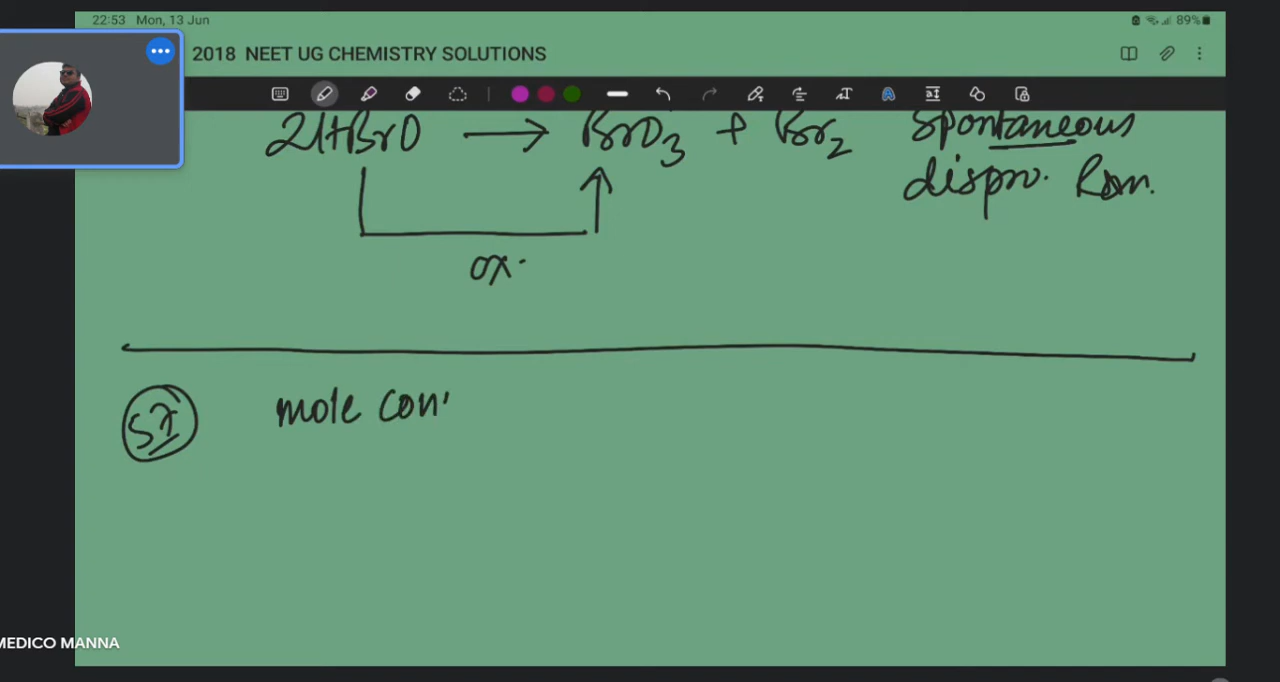 22:53 Mon, 13 Jun
89%
2018 NEET UG CHEMISTRY SOLUTIONS
2HBrO → BrO3 + Br2 spontaneous
dispro. Rxn.
ox.
57 mole con
MEDICO MANNA